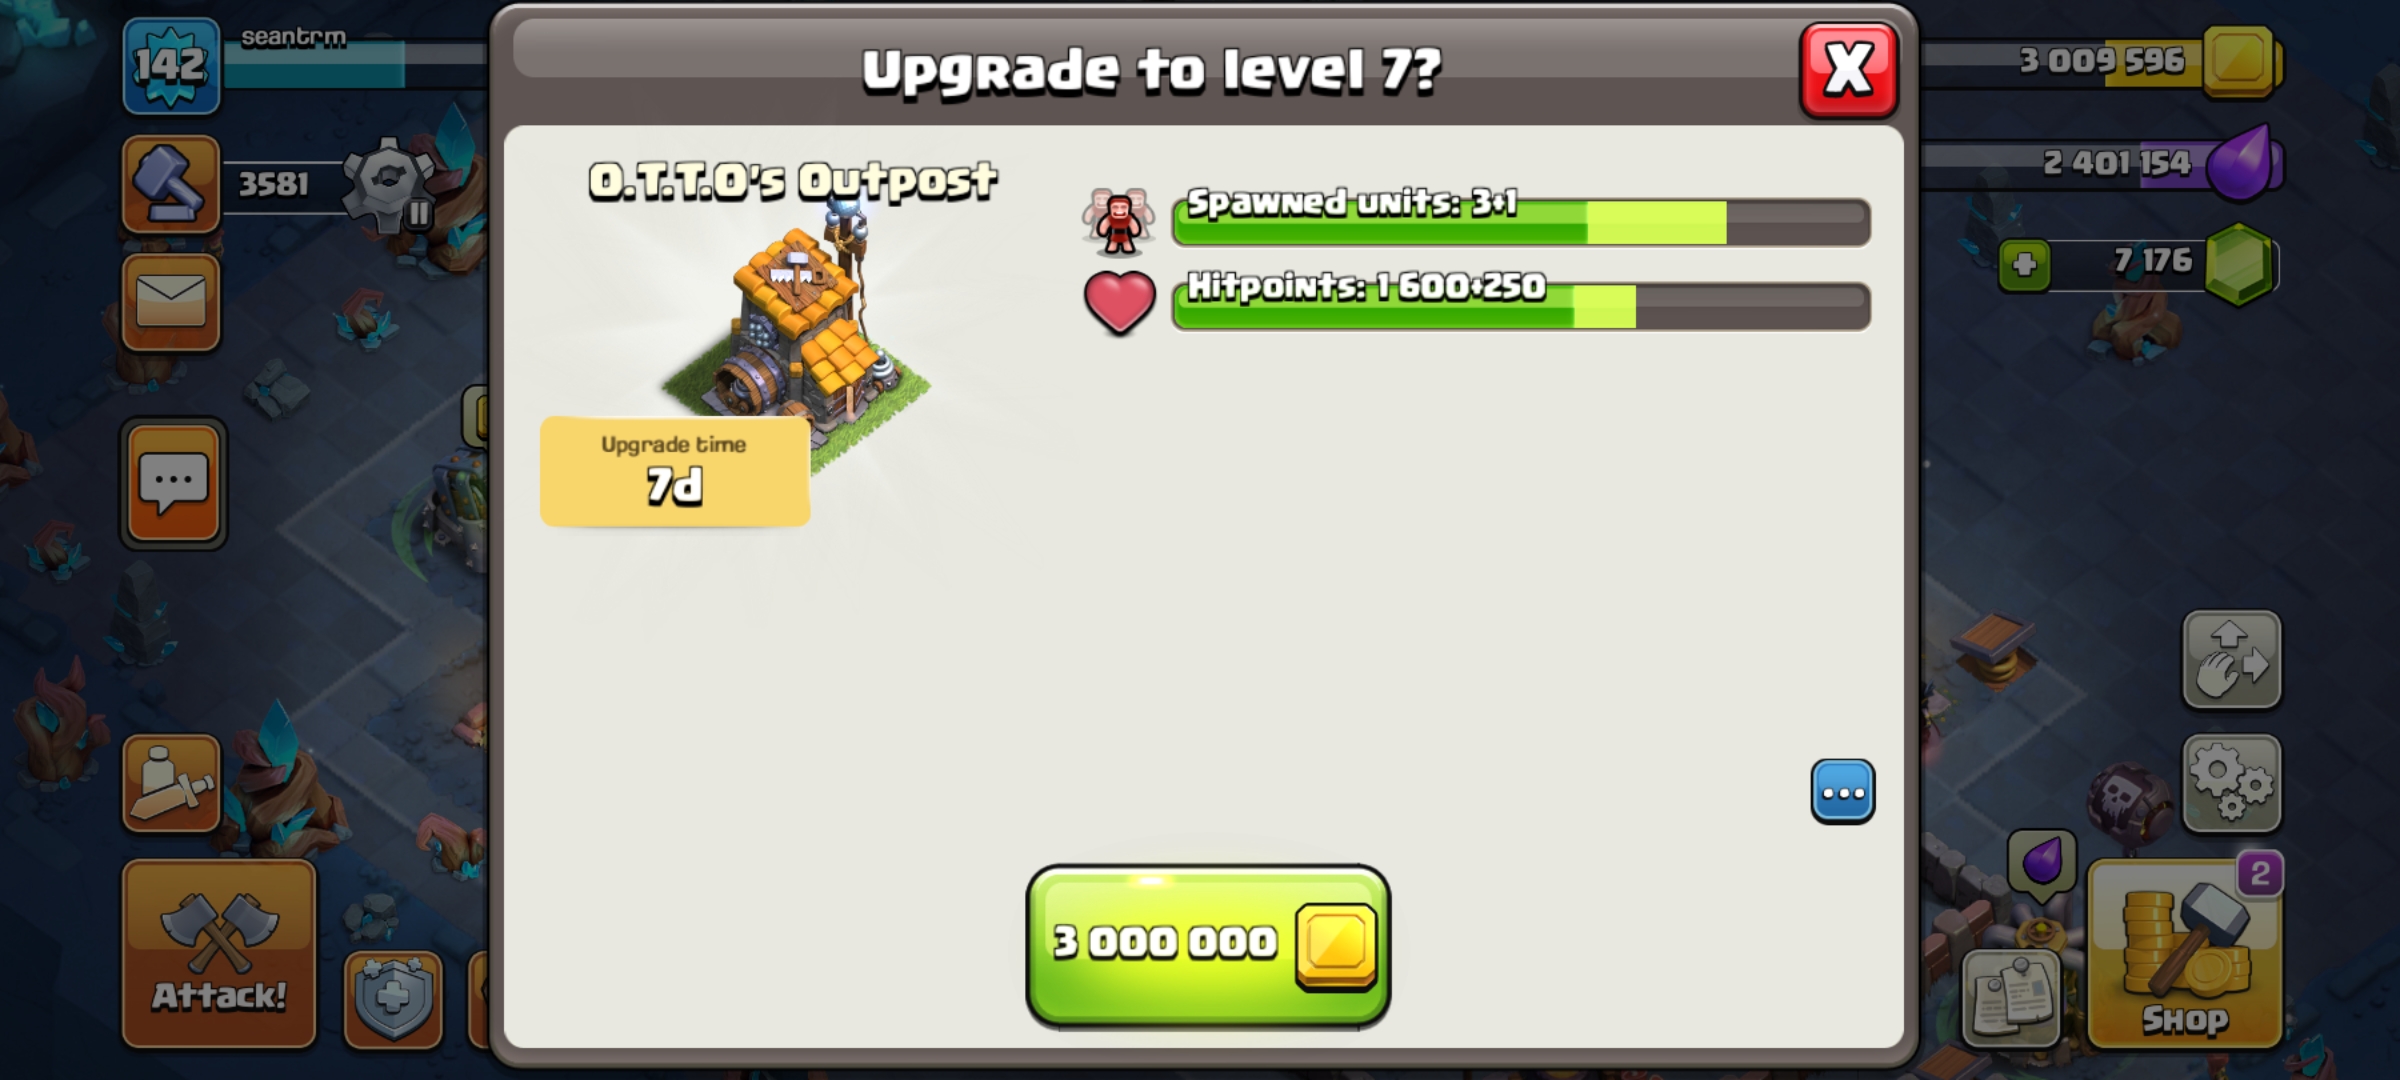 142
seantrm
Upgrade to level 7?
X
3 009 596
3581
O.T.T.O's Outpost
Spawned units: 3+1
2 401 154
Hitpoints: 1 600+250
7 176
Upgrade time
7d
2
3 000 000
Attack!
Shop